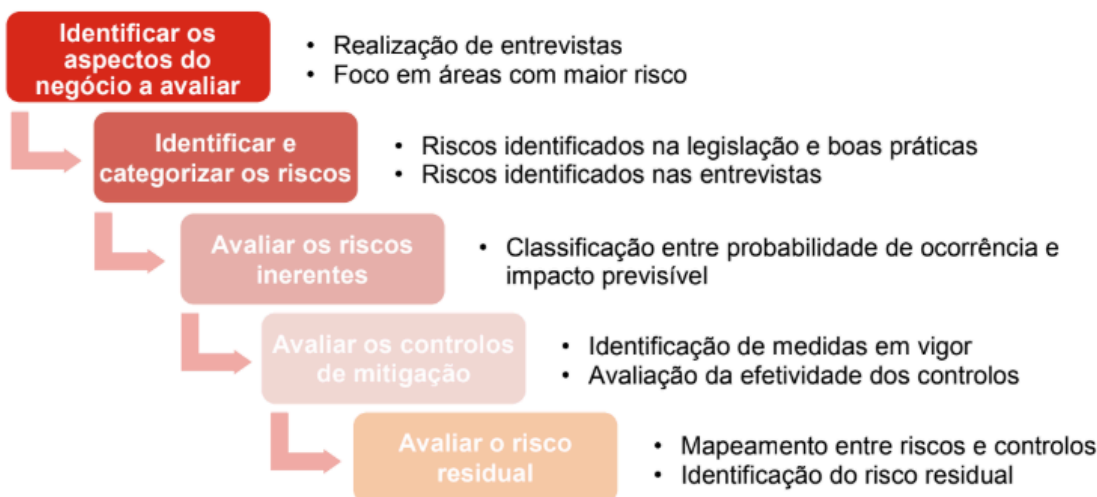 Identificar os
aspectos do
negócio a avaliar
• Realização de entrevistas
• Foco em áreas com maior risco
Identificar e
categorizar os riscos
• Riscos identificados na legislação e boas práticas
• Riscos identificados nas entrevistas
Avaliar os riscos
inerentes
• Classificação entre probabilidade de ocorrência e
impacto previsível
Avaliar os controlos
de mitigação
• Identificação de medidas em vigor
• Avaliação da efetividade dos controlos
Avaliar o risco
residual
• Mapeamento entre riscos e controlos
• Identificação do risco residual